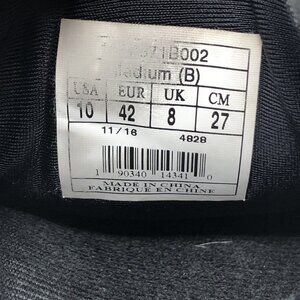 71B002
Medium (B)
USA EUR UK CM
10 42 8 27
11/16 4828
1 90340 14341 0
MADE IN CHINA
FABRIQUE EN CHINE